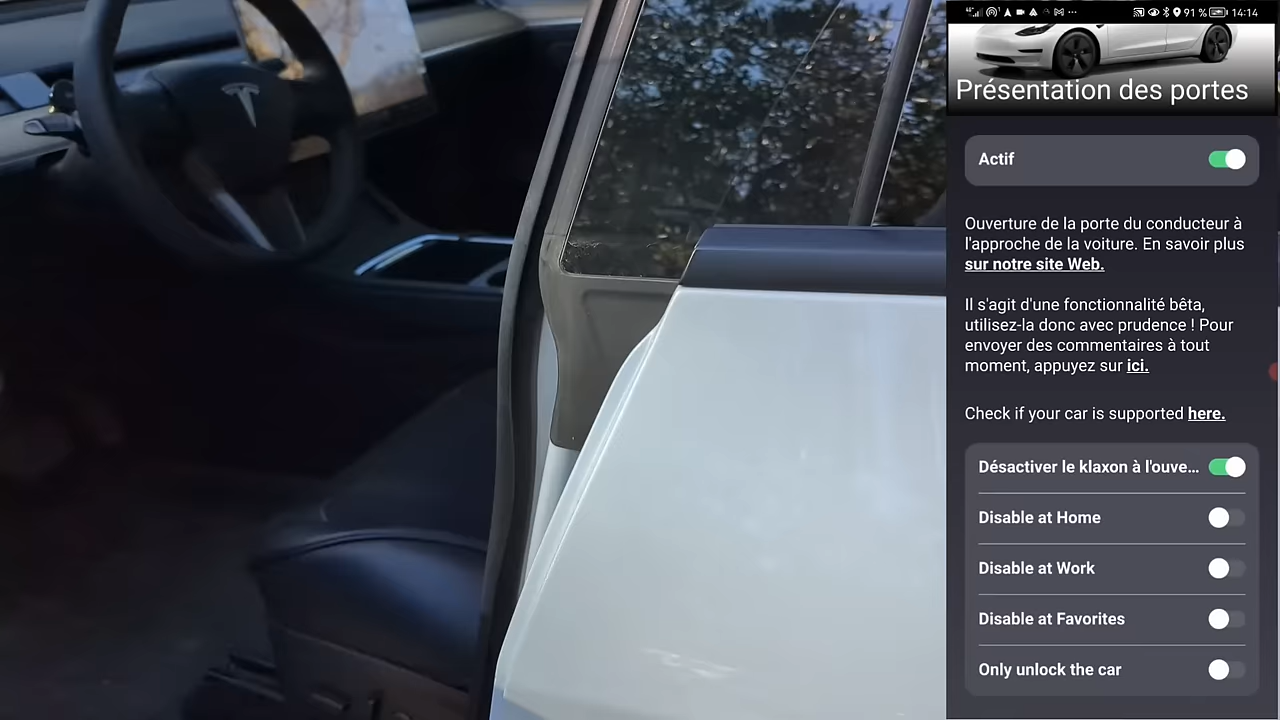 91 %
14:14
Présentation des portes
Actif
Ouverture de la porte du conducteur à
l'approche de la voiture. En savoir plus
sur notre site Web.
Il s'agit d'une fonctionnalité bêta,
utilisez-la donc avec prudence ! Pour
envoyer des commentaires à tout
moment, appuyez sur ici.
Check if your car is supported here.
Désactiver le klaxon à l'ouve...
Disable at Home
Disable at Work
Disable at Favorites
Only unlock the car